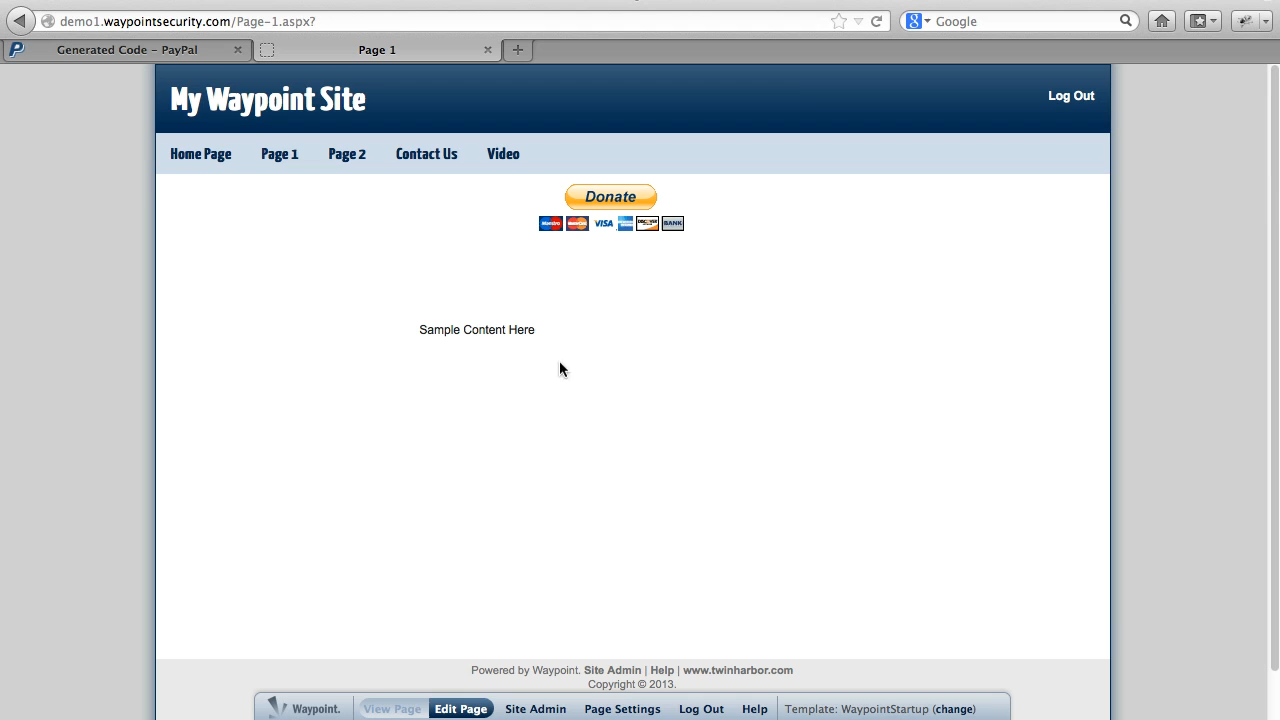 demo1.waypointsecurity.com/Page-1.aspx?
Google
Generated Code – PayPal
Page 1
My Waypoint Site
Log Out
Home Page Page 1 Page 2 Contact Us Video
Donate
VISA DISCOVER BANK
Sample Content Here
Powered by Waypoint. Site Admin | Help | www.twinharbor.com
Copyright © 2013.
Waypoint. View Page Edit Page Site Admin Page Settings Log Out Help Template: WaypointStartup (change)